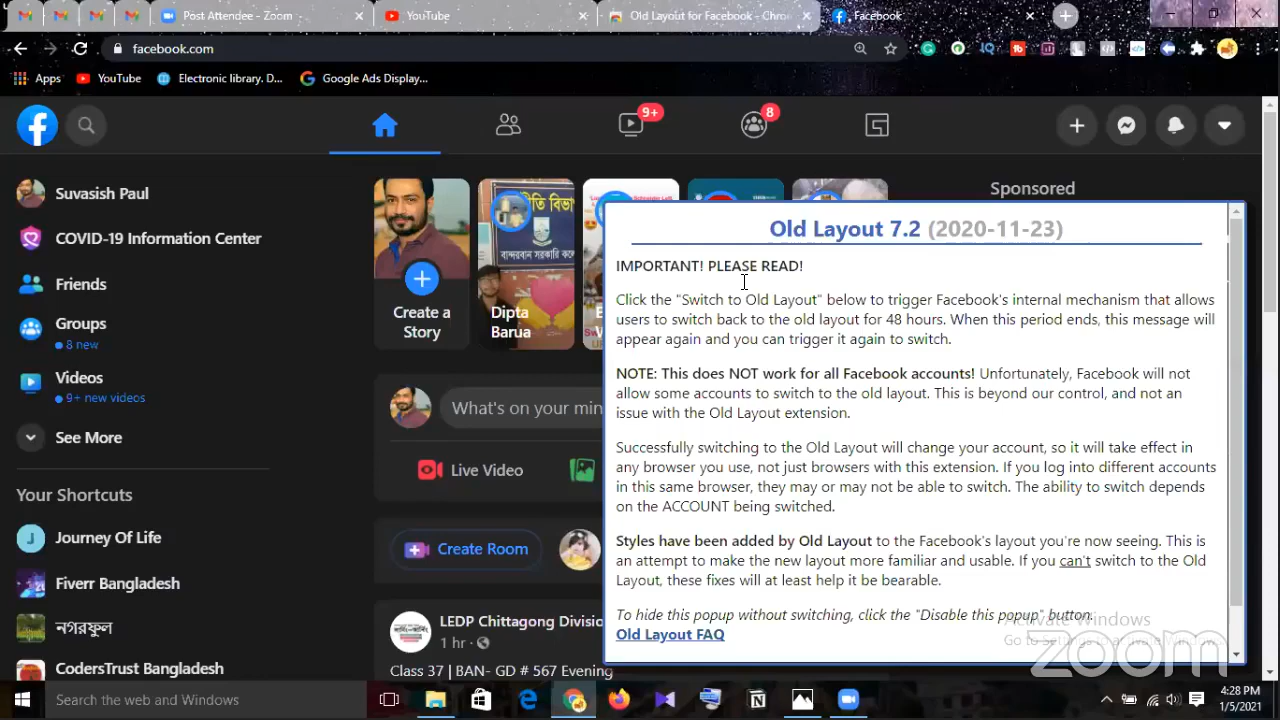 Post Attendee - Zoom
YouTube
Old Layout for Facebook - Chro
Facebook
facebook.com
Apps
YouTube
Electronic library. D...
Google Ads Display...
9+
8
Suvasish Paul
COVID-19 Information Center
Friends
Groups
8 new
Videos
9+ new videos
See More
Your Shortcuts
Journey Of Life
Fiverr Bangladesh
নগরফুল
CodersTrust Bangladesh
Create a
Story
বান্দরবান সরকারি কলে
Dipta
Barua
Sponsored
What's on your min
Live Video
Create Room
LEDP Chittagong Divisio
1 hr
Class 37 | BAN- GD # 567 Evening
Old Layout 7.2 (2020-11-23)
IMPORTANT! PLEASE READ!
Click the "Switch to Old Layout" below to trigger Facebook's internal mechanism that allows
users to switch back to the old layout for 48 hours. When this period ends, this message will
appear again and you can trigger it again to switch.
NOTE: This does NOT work for all Facebook accounts! Unfortunately, Facebook will not
allow some accounts to switch to the old layout. This is beyond our control, and not an
issue with the Old Layout extension.
Successfully switching to the Old Layout will change your account, so it will take effect in
any browser you use, not just browsers with this extension. If you log into different accounts
in this same browser, they may or may not be able to switch. The ability to switch depends
on the ACCOUNT being switched.
Styles have been added by Old Layout to the Facebook's layout you're now seeing. This is
an attempt to make the new layout more familiar and usable. If you can't switch to the Old
Layout, these fixes will at least help it be bearable.
To hide this popup without switching, click the "Disable this popup" button.
Old Layout FAQ
Activate Windows
Go to Settings to activate Windows.
zoom
Search the web and Windows
4:28 PM
1/5/2021